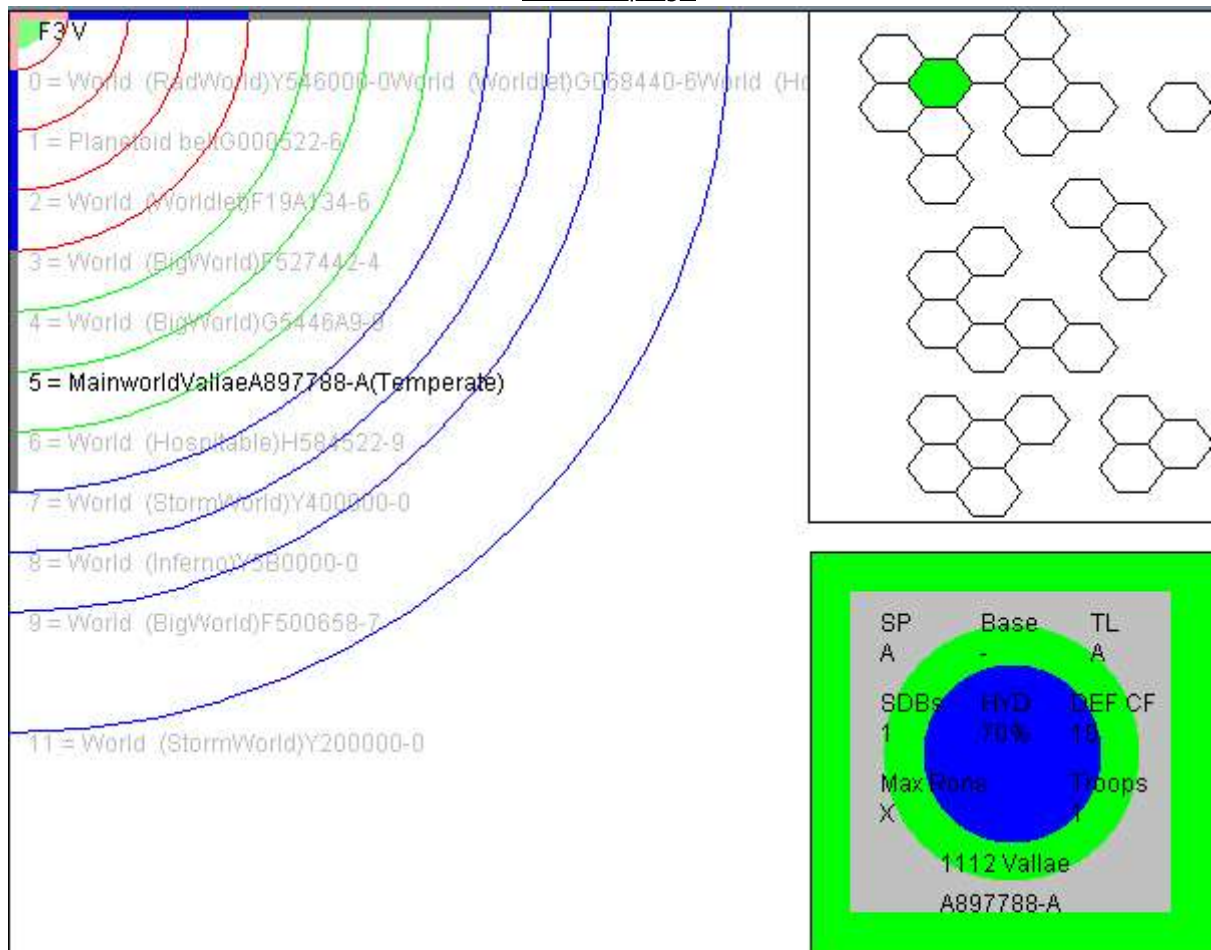 F3 V
0 = World (RadWorld)Y546000-0World (Worldlet)G068440-6World (Ho
1 = Planetoid beltG000522-6
2 = World (Worldlet)F19A134-6
3 = World (BigWorld)F527442-4
4 = World (BigWorld)G5446A9-
5 = MainworldVallaeA897788-A(Temperate)
6 = World (Hospitable)H584522-9
7 = World (StormWorld)Y400000-0
8 = World (Inferno)Y5B0000-0
9 = World (BigWorld)F500658-7
11 = World (StormWorld)Y200000-0
SP Base TL
A - A
SDBs HYD DEF CF
1 70%
Max Rons Troops
X 1
1112 Vallae
A897788-A